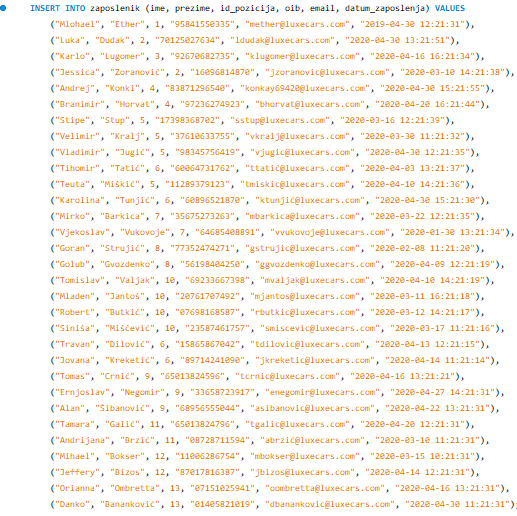 INSERT INTO zaposlenik (ime, prezime, id_pozicija, oib, email, datum_zaposlenja) VALUES
("Mlohael", "Ether", 1, "95841550335", "mether@luxecars.com", "2019-04-30 12:21:31"),
("Luka", "Dudak", 2, "70125027634", "ldudak@luxecars.com", "2020-04-30 13:21:51"),
("Karlo", "Lugomer", 3, "92670682735", "klugomer@luxecars.com", "2020-04-16 16:21:34"),
("Jessica", "Zoranović", 2, "16096814870", "jzoranovic@luxecars.com", "2020-03-10 14:21:38"),
("Andrej", "Konki", 4, "83871296540", "konkay69420@luxecars.com", "2020-04-30 15:21:55"),
("Branimir", "Horvat", 4, "97236274923", "bhorvat@luxecars.com", "2020-04-20 16:21:44"),
("Stipe", "Stup", 5, "17398368702", "sstup@luxecars.com", "2020-03-16 12:21:39"),
("Velimir", "Kralj", 5, "37610633755", "vkralj@luxecars.com", "2020-03-30 11:21:32"),
("Vladimir", "Jugić", 5, "98345756419", "vjugic@luxecars.com", "2020-04-30 12:21:35"),
("Tihomir", "Tatić", 6, "60064731762", "ttatić@luxecars.com", "2020-04-03 13:21:37"),
("Teuta", "Miškić", 5, "11289379123", "tmiskic@luxecars.com", "2020-04-10 14:21:36"),
("Karolina", "Tunjić", 6, "60896521870", "ktunjić@luxecars.com", "2020-04-30 15:21:30"),
("Mirko", "Barkica", 7, "35675273263", "mbarkica@luxecars.com", "2020-03-22 12:21:35"),
("Vjekoslav", "Vukovoje", 7, "64685408891", "vvukovoje@luxecars.com", "2020-01-30 13:21:34"),
("Goran", "Strujić", 8, "77352474271", "gstrujic@luxecars.com", "2020-02-08 11:21:20"),
("Golub", "Gvozdenko", 8, "56198404250", "ggvozdenko@luxecars.com", "2020-04-09 12:21:19"),
("Tomislav", "Valjak", 10, "69233667398", "mvaljak@luxecars.com", "2020-04-10 14:21:19"),
("Mladen", "Jantoš", 10, "20761707492", "mjantos@luxecars.com", "2020-03-11 16:21:18"),
("Robert", "Butkić", 10, "07698168587", "rbutkic@luxecars.com", "2020-03-12 14:21:17"),
("Siniša", "Miščević", 10, "23587461757", "smiscevic@luxecars.com", "2020-03-17 11:21:16"),
("Travan", "Dilović", 6, "15865867042", "tdilovic@luxecars.com", "2020-04-13 12:21:15"),
("Jovana", "Kreketić", 6, "89714241090", "jkreketic@luxecars.com", "2020-04-14 11:21:14"),
("Tomas", "Crnić", 9, "65013824596", "tcrnic@luxecars.com", "2020-04-16 13:21:21"),
("Ernjoslav", "Negomir", 9, "33658723917", "enegomir@luxecars.com", "2020-04-27 14:21:31"),
("Alan", "Šibanović", 9, "68956555044", "asibanovic@luxecars.com", "2020-04-22 13:21:31"),
("Tamara", "Galić", 11, "65013824796", "tgalic@luxecars.com", "2020-04-20 12:21:31"),
("Andrijana", "Brzić", 11, "08728711594", "abrzić@luxecars.com", "2020-03-10 11:21:31"),
("Mihael", "Bokser", 12, "11006286754", "mbokser@luxecars.com", "2020-03-15 10:21:31"),
("Jeffery", "Bizos", 12, "87017816387", "jbizos@luxecars.com", "2020-04-14 12:21:31"),
("Orianna", "Ombretta", 13, "07151025941", "oombretta@luxecars.com", "2020-04-16 13:21:31"),
("Danko", "Bananković", 13, "01405821019", "dbanankovic@luxecars.com", "2020-04-30 11:21:31");